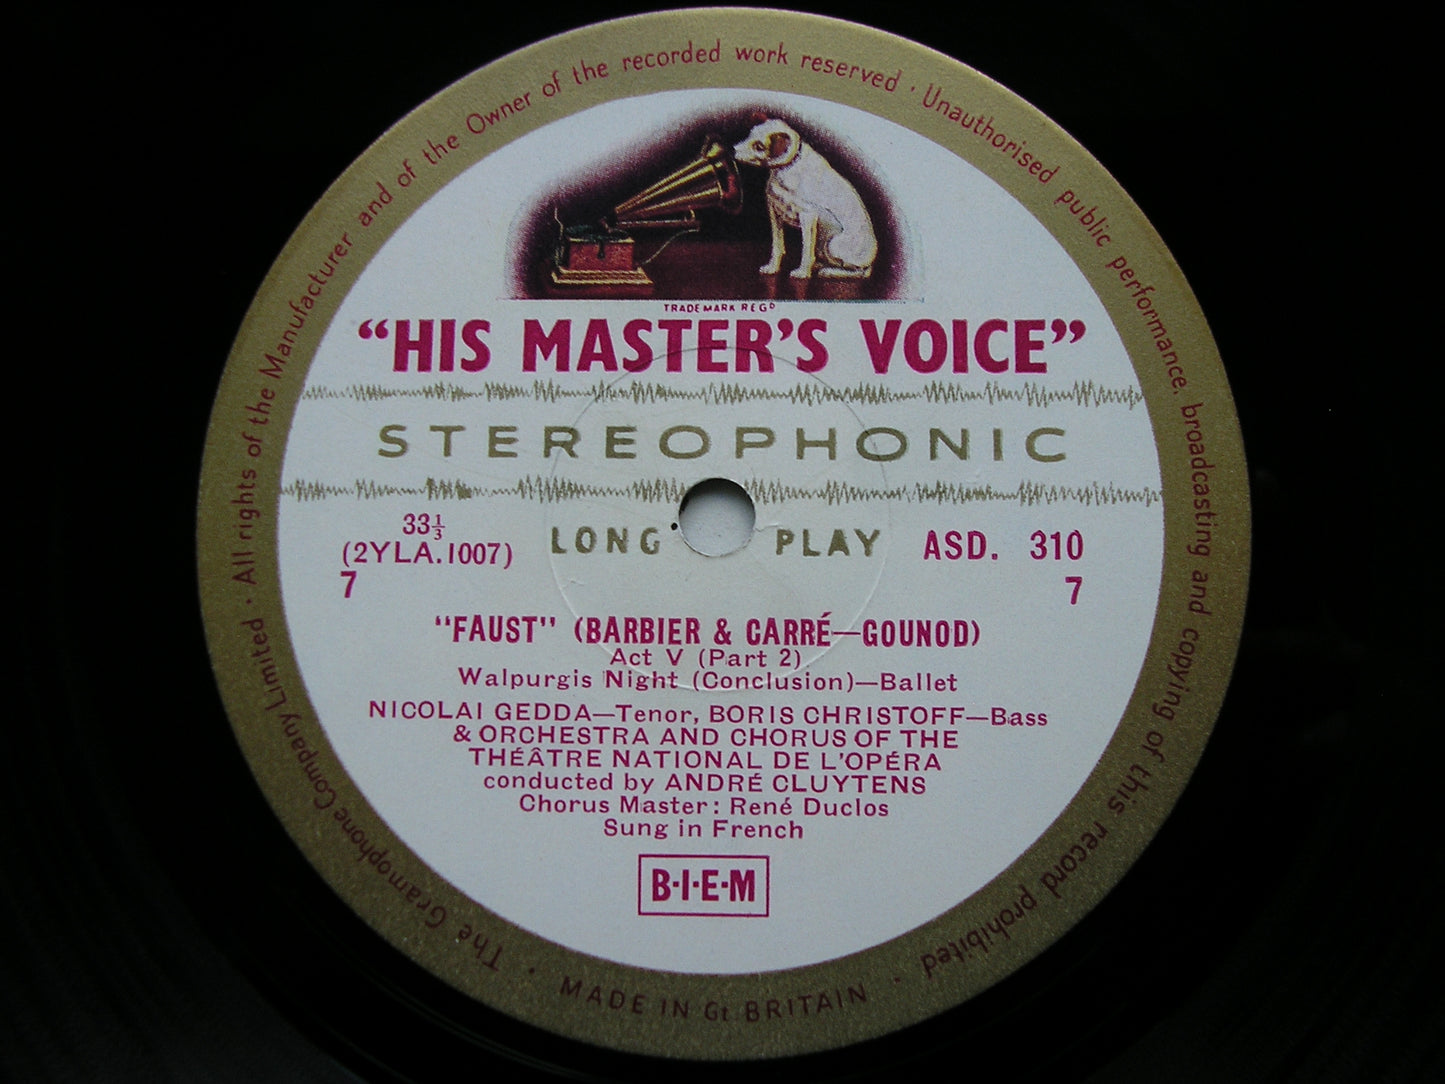 The Gramophone Company Limited · All rights of the Manufacturer and of the Owner of the recorded work reserved · Unauthorised public performance, broadcasting and copying of this record prohibited ·
TRADE MARK REGD
“HIS MASTER’S VOICE”
STEREOPHONIC
LONG PLAY
33⅓
(2YLA.1007)
7
ASD. 310
7
"FAUST" (BARBIER & CARRÉ—GOUNOD)
Act V (Part 2)
Walpurgis Night (Conclusion)—Ballet
NICOLAI GEDDA—Tenor, BORIS CHRISTOFF—Bass
& ORCHESTRA AND CHORUS OF THE
THÉÂTRE NATIONAL DE L'OPÉRA
conducted by ANDRÉ CLUYTENS
Chorus Master: René Duclos
Sung in French
B·I·E·M
MADE IN Gt. BRITAIN